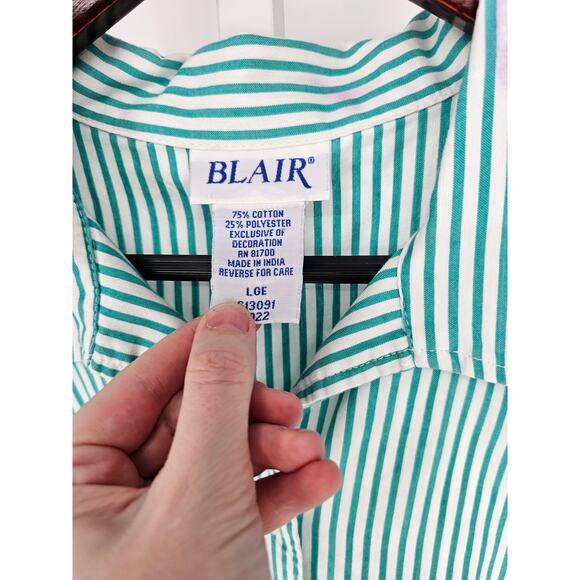 BLAIR®
75% COTTON
25% POLYESTER
EXCLUSIVE OF
DECORATION
RN 81700
MADE IN INDIA
REVERSE FOR CARE
LGE